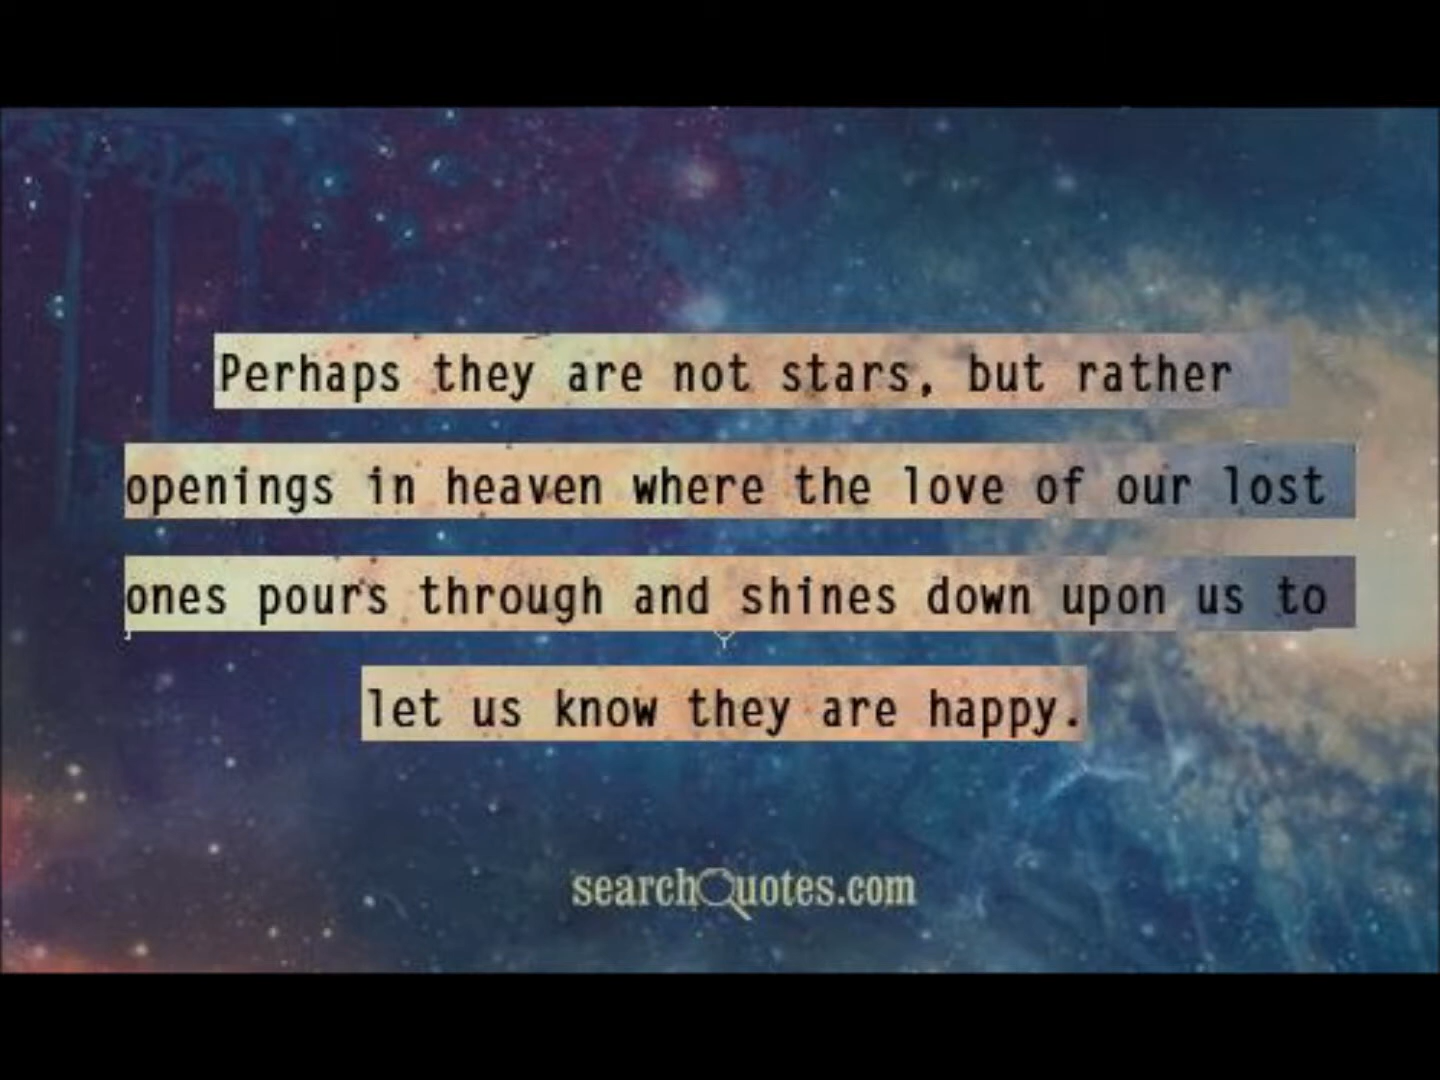 Perhaps they are not stars, but rather
openings in heaven where the love of our lost
ones pours through and shines down upon us to
let us know they are happy.
searchQuotes.com